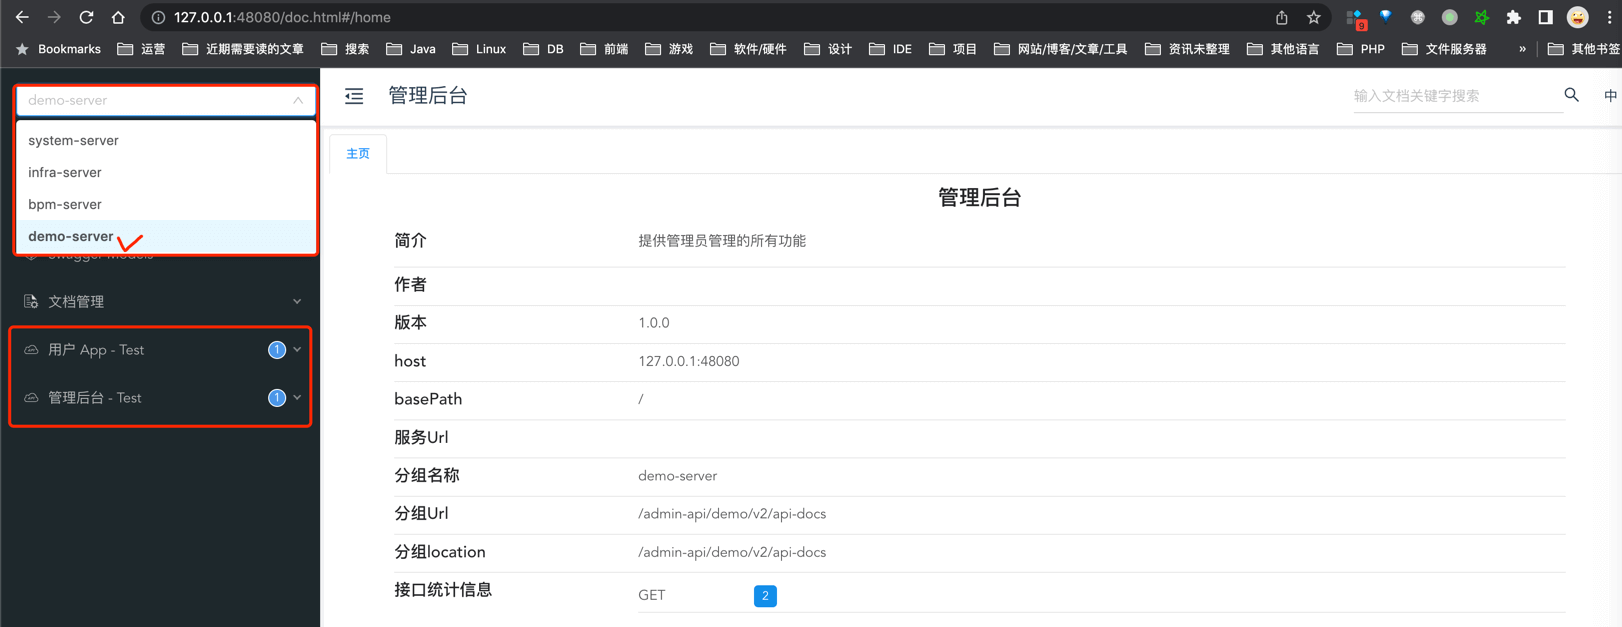 127.0.0.1:48080/doc.html#/home
9
Bookmarks 运营 近期需要读的文章 搜索 Java Linux DB 前端 游戏 软件/硬件 设计 IDE 项目 网站/博客/文章/工具 资讯未整理 其他语言 PHP 文件服务器 » 其他书签
demo-server
system-server
infra-server
bpm-server
demo-server
Swagger Models
文档管理
用户 App - Test 1
管理后台 - Test 1
管理后台
输入文档关键字搜索
中
主页
管理后台
简介 提供管理员管理的所有功能
作者
版本 1.0.0
host 127.0.0.1:48080
basePath /
服务Url
分组名称 demo-server
分组Url /admin-api/demo/v2/api-docs
分组location /admin-api/demo/v2/api-docs
接口统计信息 GET 2